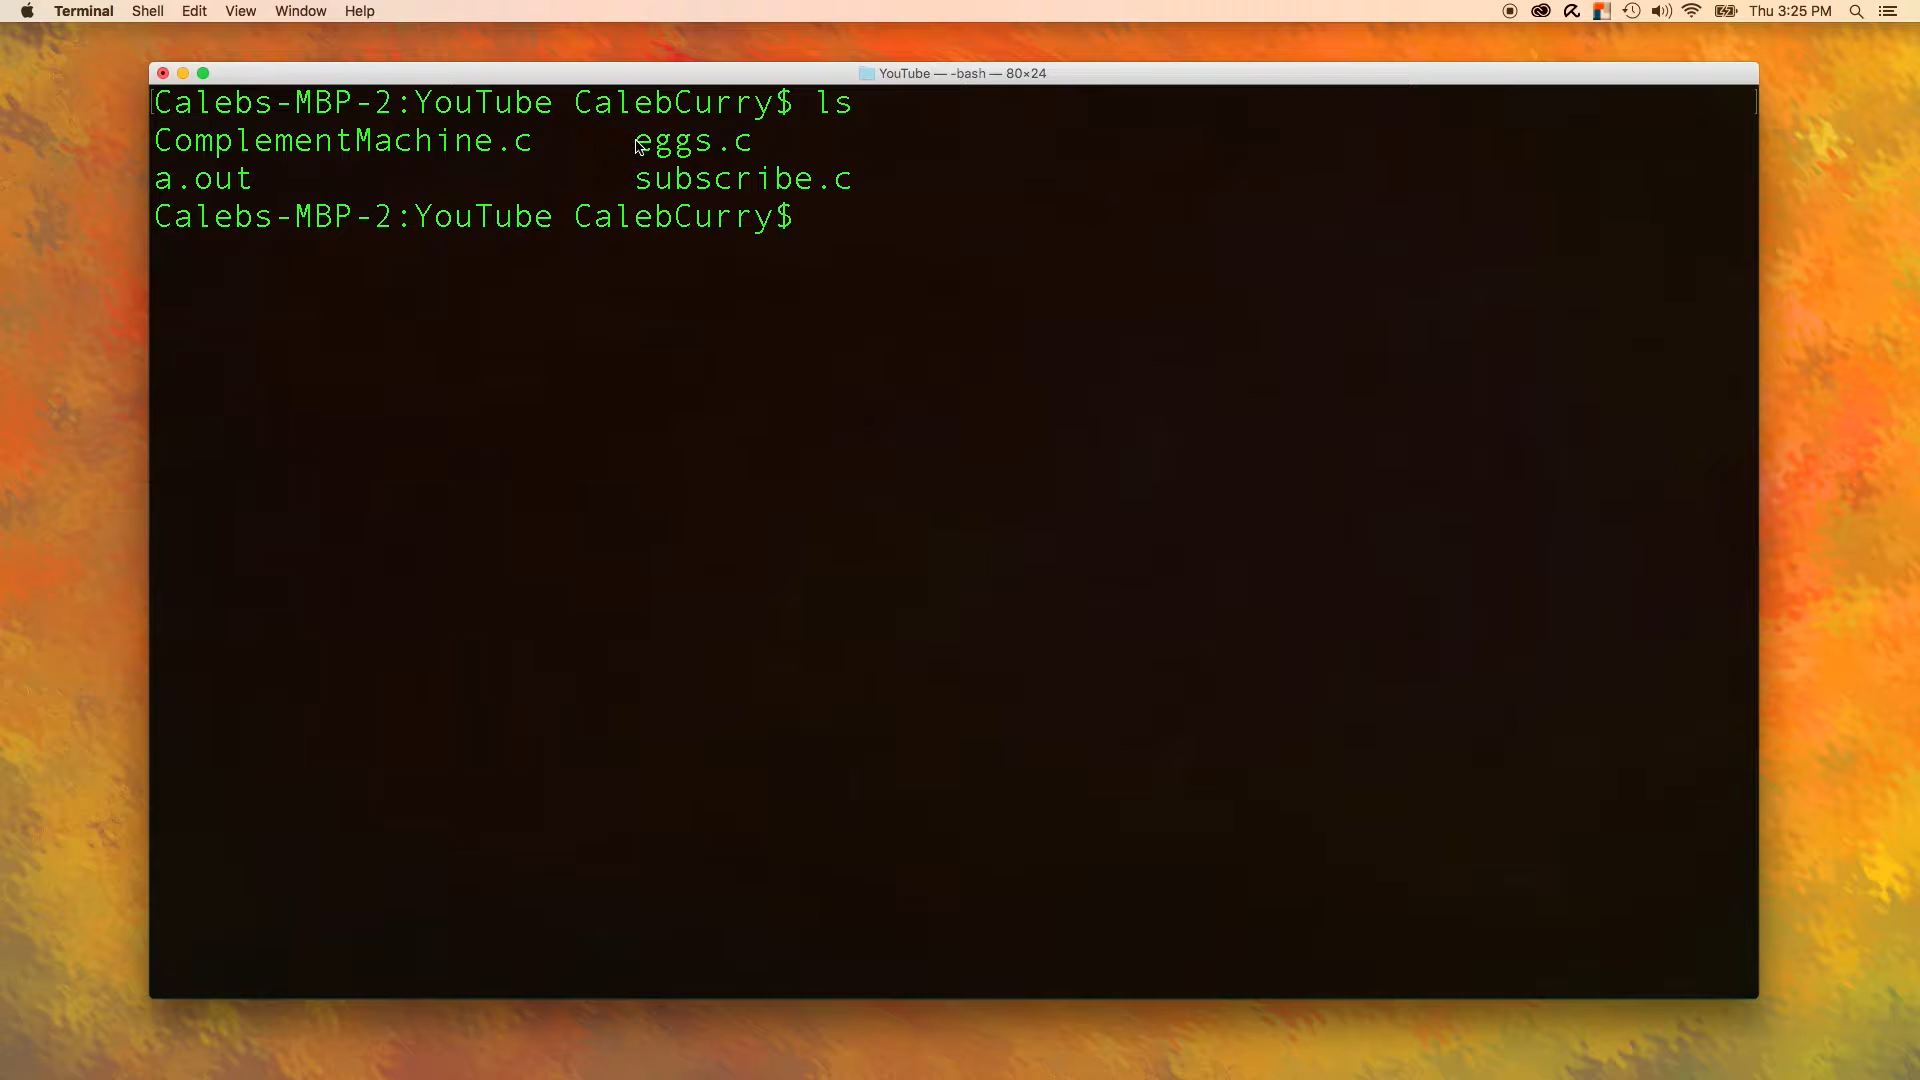 Terminal Shell Edit View Window Help Thu 3:25 PM
YouTube — -bash — 80×24
Calebs-MBP-2:YouTube CalebCurry$ ls
ComplementMachine.c eggs.c
a.out subscribe.c
Calebs-MBP-2:YouTube CalebCurry$